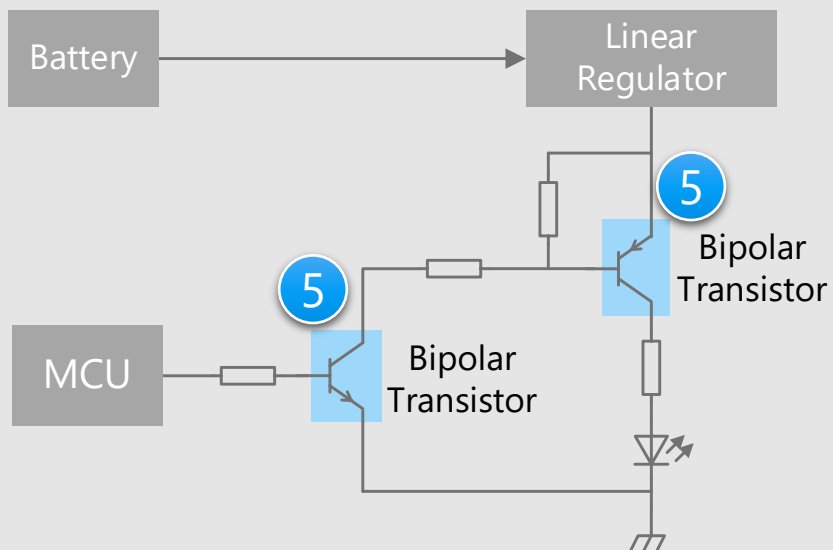 Battery
Linear
Regulator
5
Bipolar
Transistor
5
MCU
Bipolar
Transistor